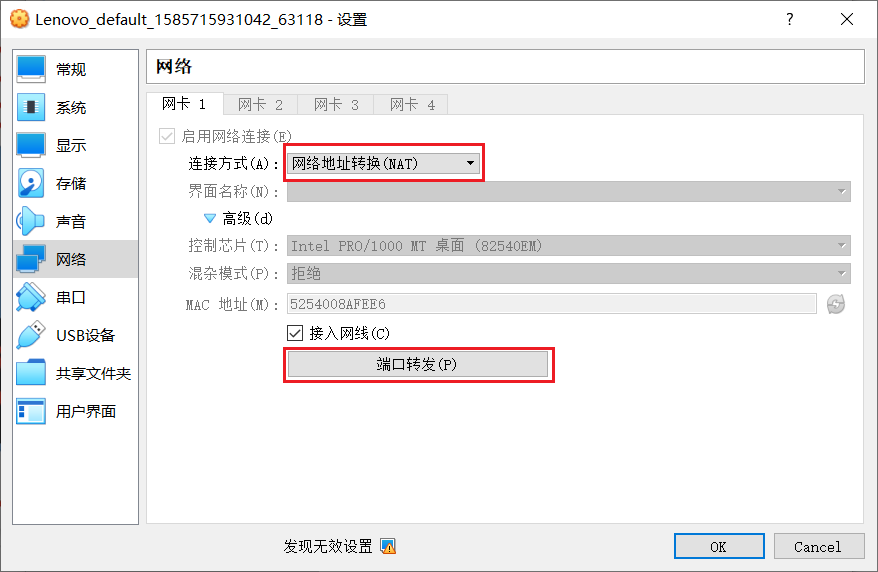 Lenovo_default_1585715931042_63118 - 设置
?
常规
系统
显示
存储
声音
网络
串口
USB设备
共享文件夹
用户界面
网络
网卡 1 网卡 2 网卡 3 网卡 4
启用网络连接(E)
连接方式(A): 网络地址转换(NAT)
界面名称(N):
高级(d)
控制芯片(T): Intel PRO/1000 MT 桌面 (82540EM)
混杂模式(P): 拒绝
MAC 地址(M): 5254008AFEE6
接入网线(C)
端口转发(P)
发现无效设置
OK Cancel